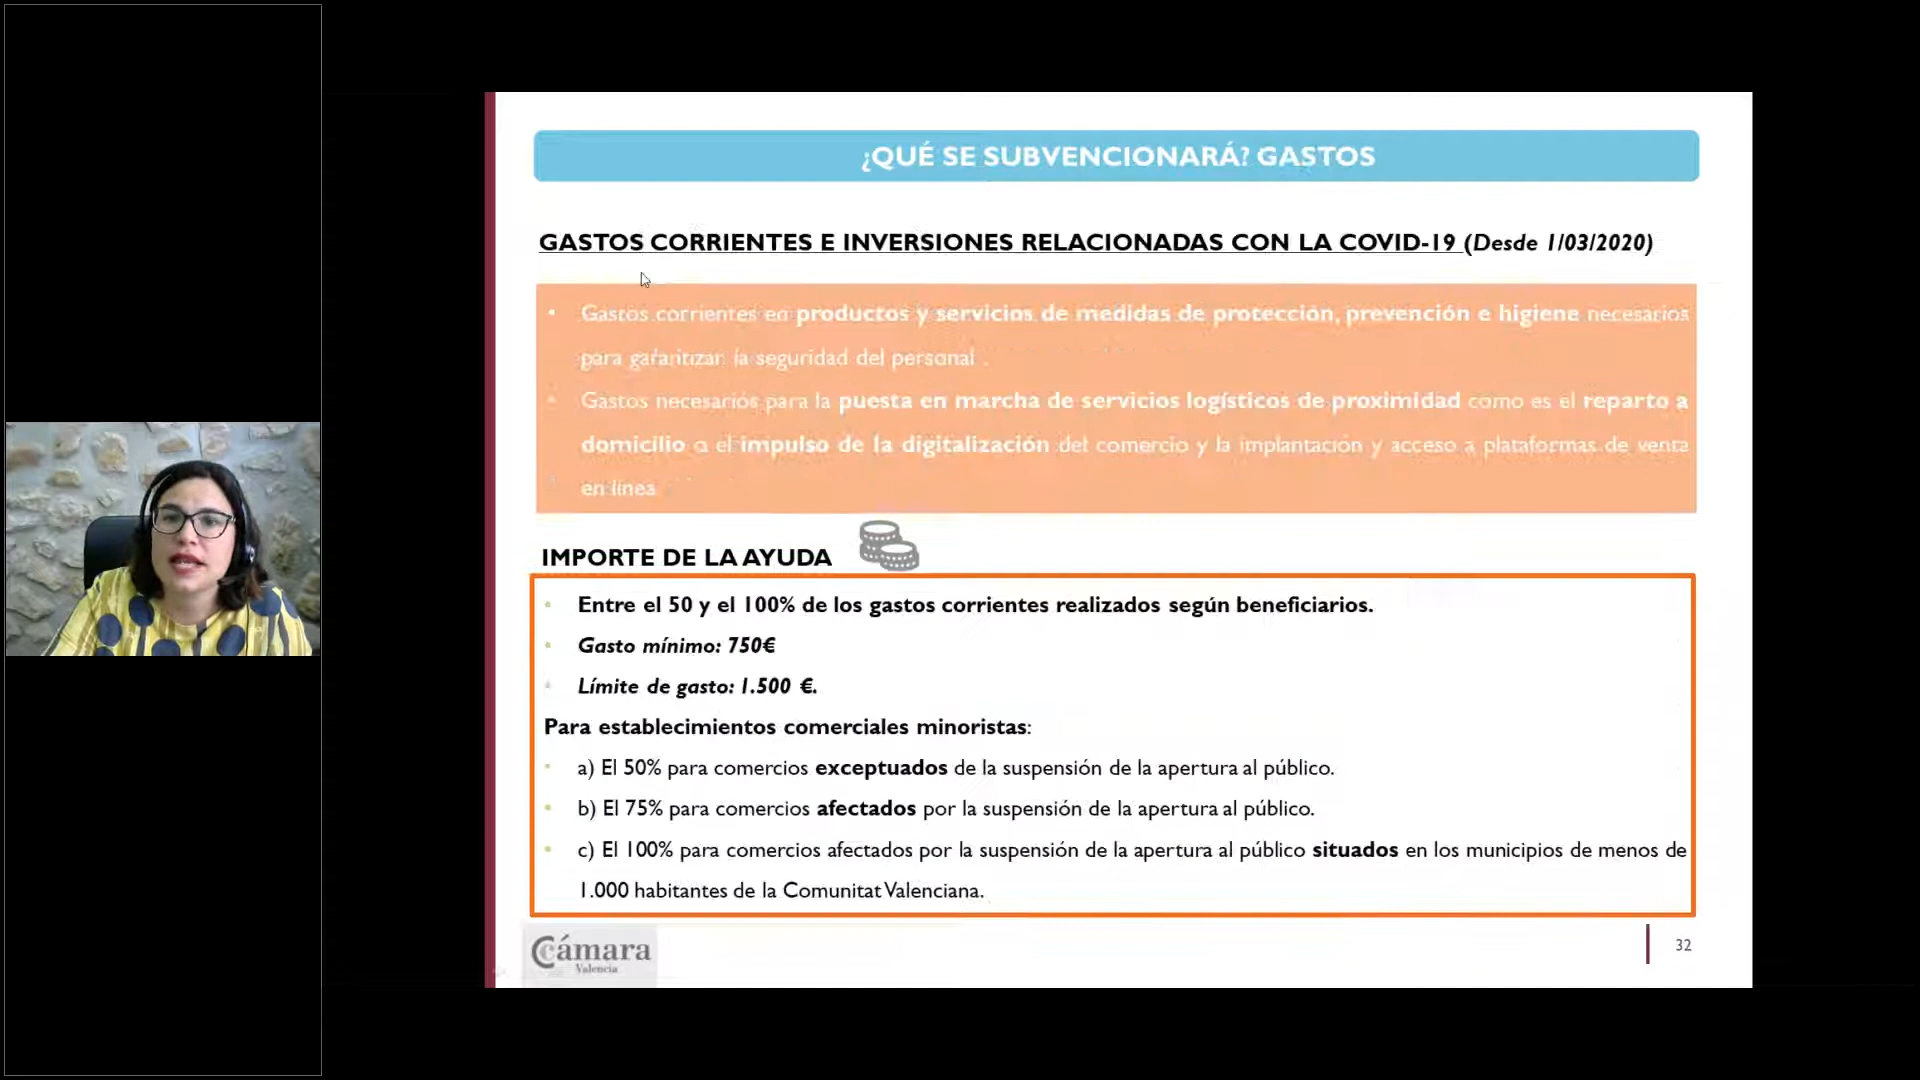 ¿QUÉ SE SUBVENCIONARÁ? GASTOS
GASTOS CORRIENTES E INVERSIONES RELACIONADAS CON LA COVID-19 (Desde 1/03/2020)
• Gastos corrientes en productos y servicios de medidas de protección, prevención e higiene necesarios
para garantizar la seguridad del personal .
• Gastos necesarios para la puesta en marcha de servicios logísticos de proximidad como es el reparto a
domicilio o el impulso de la digitalización del comercio y la implantación y acceso a plataformas de venta
en línea
IMPORTE DE LA AYUDA
• Entre el 50 y el 100% de los gastos corrientes realizados según beneficiarios.
• Gasto mínimo: 750€
• Límite de gasto: 1.500 €.
Para establecimientos comerciales minoristas:
• a) El 50% para comercios exceptuados de la suspensión de la apertura al público.
• b) El 75% para comercios afectados por la suspensión de la apertura al público.
• c) El 100% para comercios afectados por la suspensión de la apertura al público situados en los municipios de menos de
1.000 habitantes de la Comunitat Valenciana.
Cámara
Valencia
32